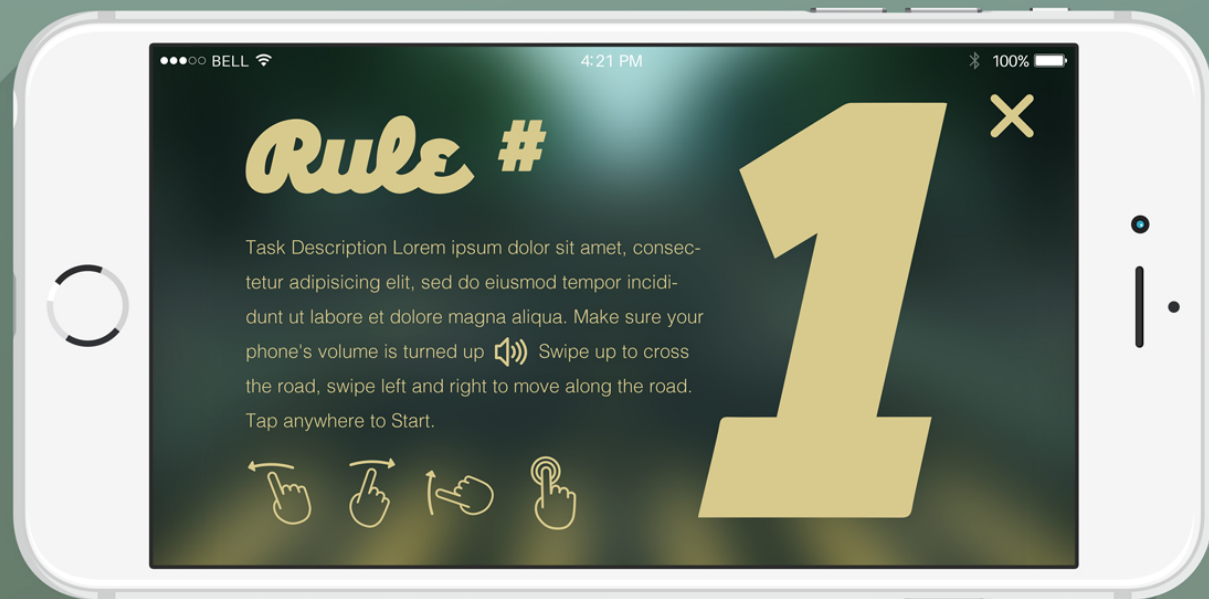 BELL
4:21 PM
100%
Rule # 1
Task Description Lorem ipsum dolor sit amet, consec-
tetur adipisicing elit, sed do eiusmod tempor incidi-
dunt ut labore et dolore magna aliqua. Make sure your
phone's volume is turned up Swipe up to cross
the road, swipe left and right to move along the road.
Tap anywhere to Start.